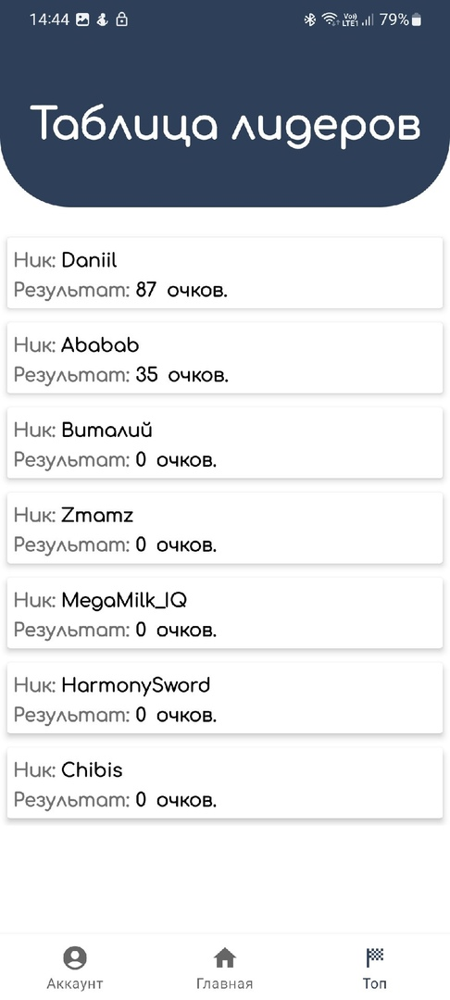 14:44 Vo)) LTE1 79%
Таблица лидеров
Ник: Daniil
Результат: 87 очков.
Ник: Ababab
Результат: 35 очков.
Ник: Виталий
Результат: 0 очков.
Ник: Zmamz
Результат: 0 очков.
Ник: MegaMilk_IQ
Результат: 0 очков.
Ник: HarmonySword
Результат: 0 очков.
Ник: Chibis
Результат: 0 очков.
Аккаунт Главная Топ